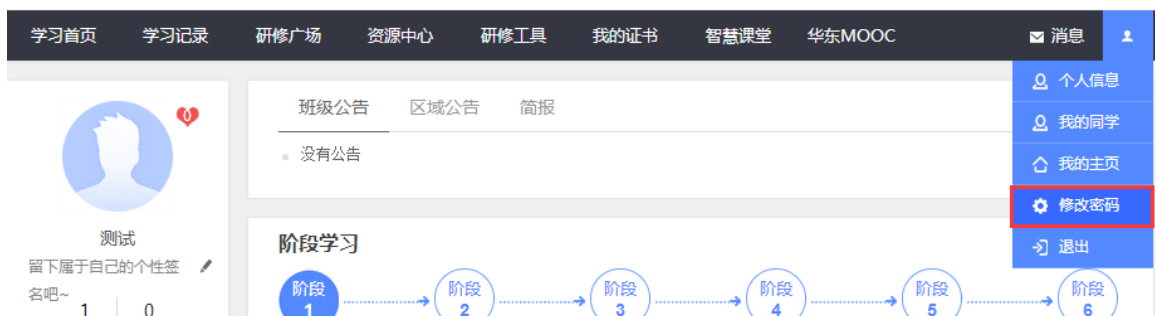 学习首页 学习记录 研修广场 资源中心 研修工具 我的证书 智慧课堂 华东MOOC 消息
个人信息
我的同学
我的主页
修改密码
退出
0
测试
留下属于自己的个性签
名吧~
1 0
班级公告 区域公告 简报
没有公告
阶段学习
阶段 阶段 阶段 阶段 阶段 阶段
1 2 3 4 5 6